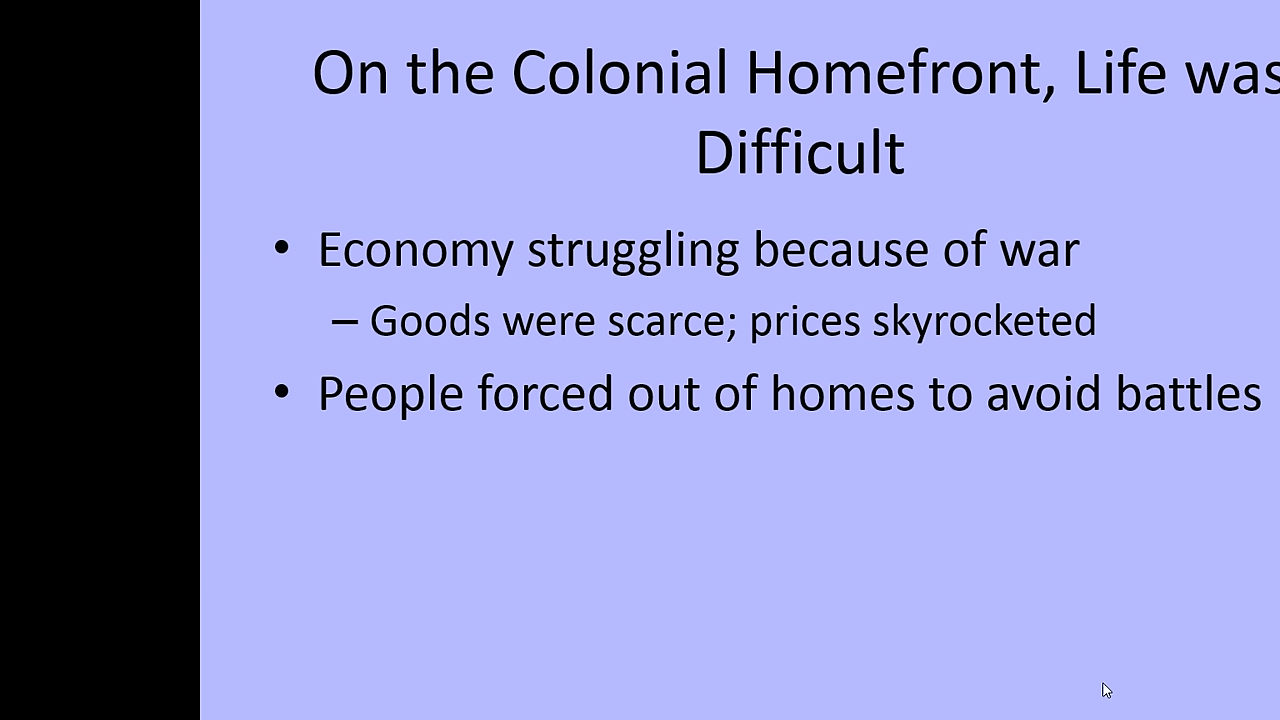 On the Colonial Homefront, Life was
Difficult
• Economy struggling because of war
– Goods were scarce; prices skyrocketed
• People forced out of homes to avoid battles